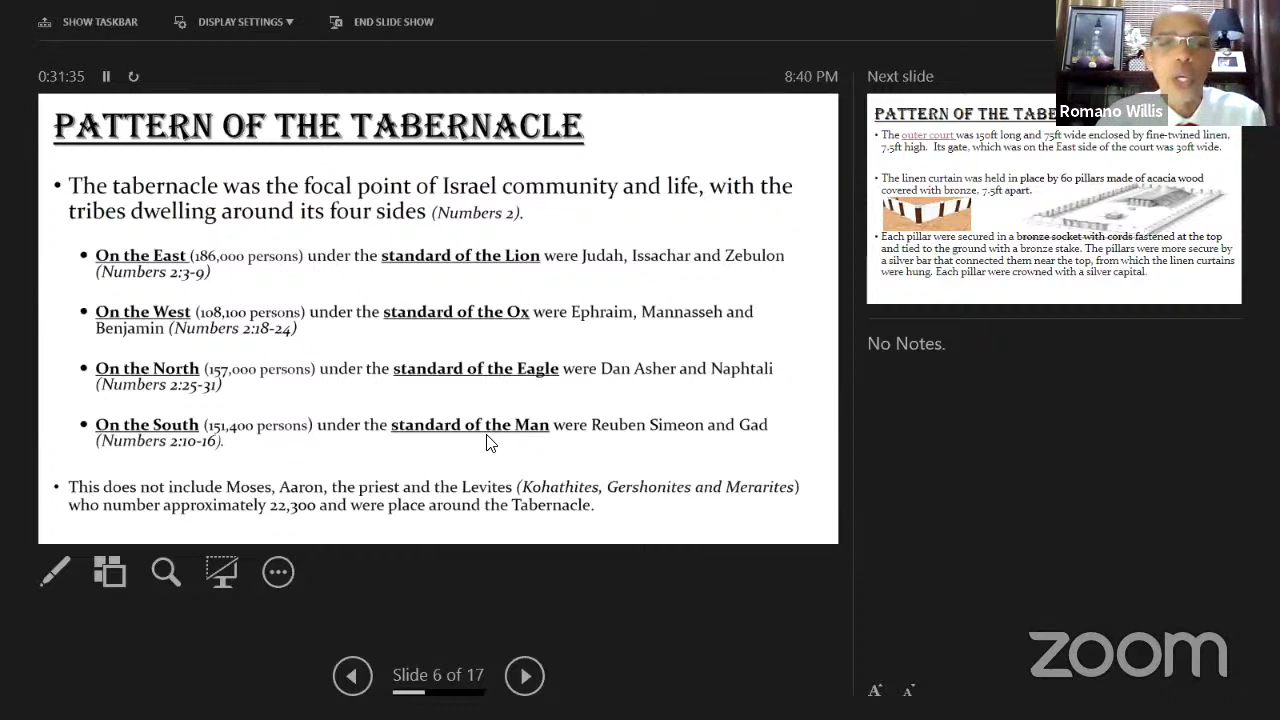 SHOW TASKBAR
DISPLAY SETTINGS ▼
END SLIDE SHOW
0:31:35
8:40 PM
PATTERN OF THE TABERNACLE
• The tabernacle was the focal point of Israel community and life, with the
tribes dwelling around its four sides (Numbers 2).
• On the East (186,000 persons) under the standard of the Lion were Judah, Issachar and Zebulon
(Numbers 2:3-9)
• On the West (108,100 persons) under the standard of the Ox were Ephraim, Mannasseh and
Benjamin (Numbers 2:18-24)
• On the North (157,000 persons) under the standard of the Eagle were Dan Asher and Naphtali
(Numbers 2:25-31)
• On the South (151,400 persons) under the standard of the Man were Reuben Simeon and Gad
(Numbers 2:10-16).
• This does not include Moses, Aaron, the priest and the Levites (Kohathites, Gershonites and Merarites)
who number approximately 22,300 and were place around the Tabernacle.
Slide 6 of 17
Next slide
Romano Willis
PATTERN OF THE
• The outer court was 150ft long and 75ft wide enclosed by fine-twined linen,
7.5ft high. Its gate, which was on the East side of the court was 30ft wide.
• The linen curtain was held in place by 60 pillars made of acacia wood
covered with bronze, 7.5ft apart.
• Each pillar were secured in a bronze socket with cords fastened at the top
and tied to the ground with a bronze stake. The pillars were more secure by
a silver bar that connected them near the top, from which the linen curtains
were hung. Each pillar were crowned with a silver capital.
No Notes.
zoom
A A